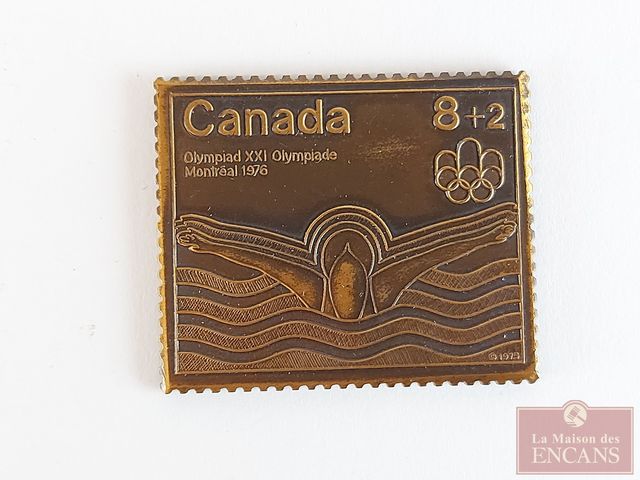 Canada 8+2
Olympiad XXI Olympiade
Montréal 1976
© 1975
La Maison des
ENCANS